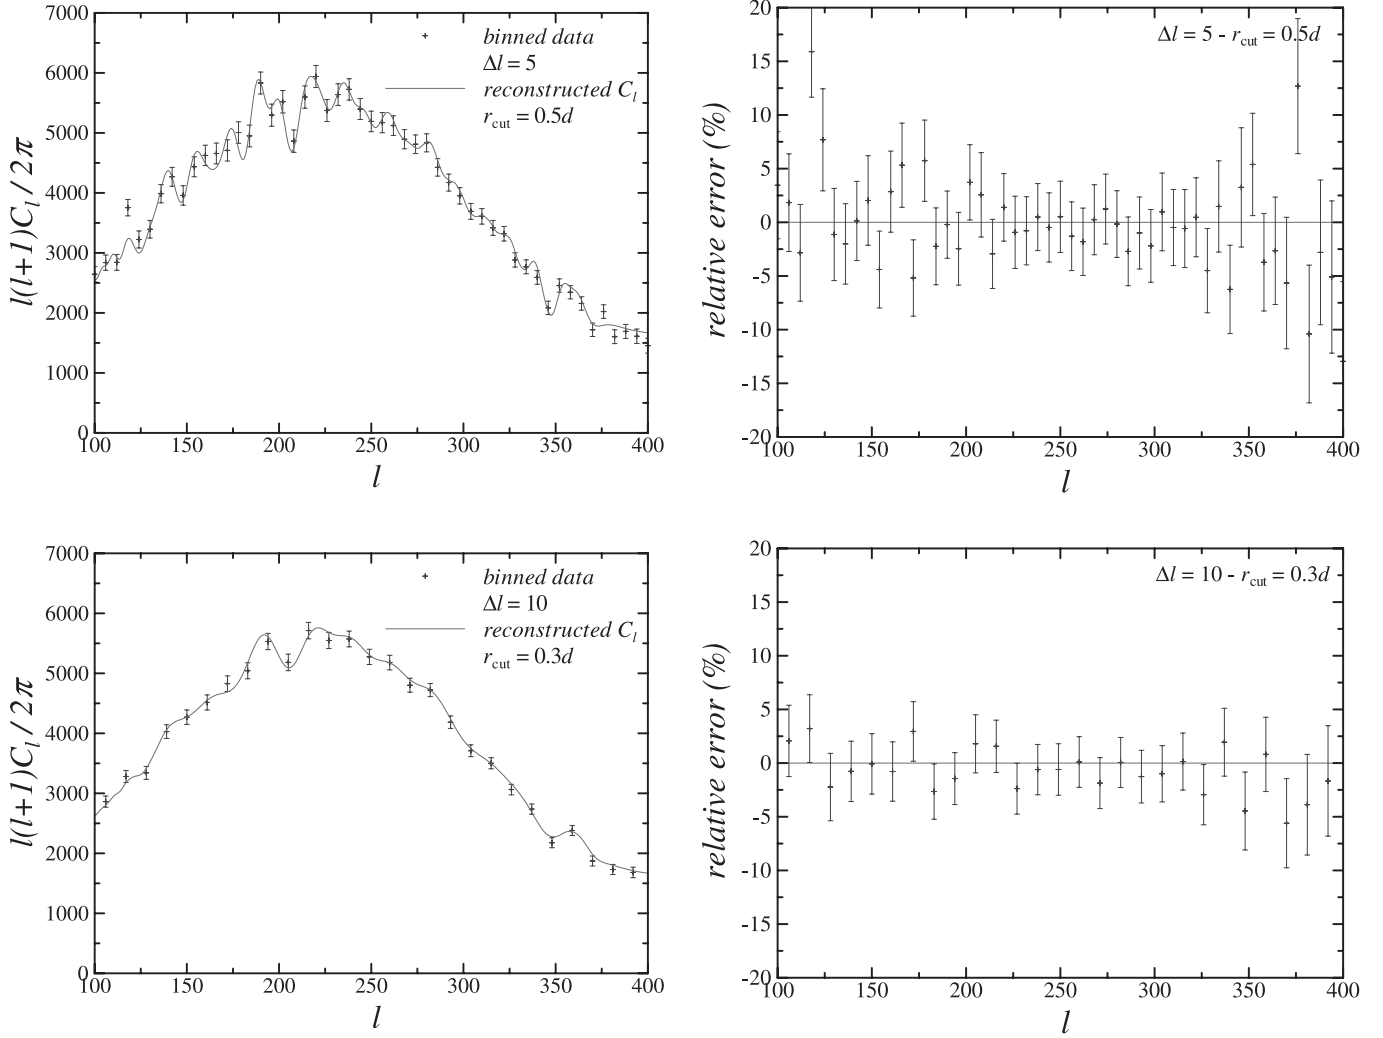 7000
6000
5000
4000
3000
2000
1000
0
l(l+1)C_l / 2π
100 150 200 250 300 350 400
l
binned data
Δl = 5
reconstructed C_l
r_cut = 0.5d
20
15
10
5
0
-5
-10
-15
-20
relative error (%)
100 150 200 250 300 350 400
l
Δl = 5 - r_cut = 0.5d
7000
6000
5000
4000
3000
2000
1000
0
l(l+1)C_l / 2π
100 150 200 250 300 350 400
l
binned data
Δl = 10
reconstructed C_l
r_cut = 0.3d
20
15
10
5
0
-5
-10
-15
-20
relative error (%)
100 150 200 250 300 350 400
l
Δl = 10 - r_cut = 0.3d